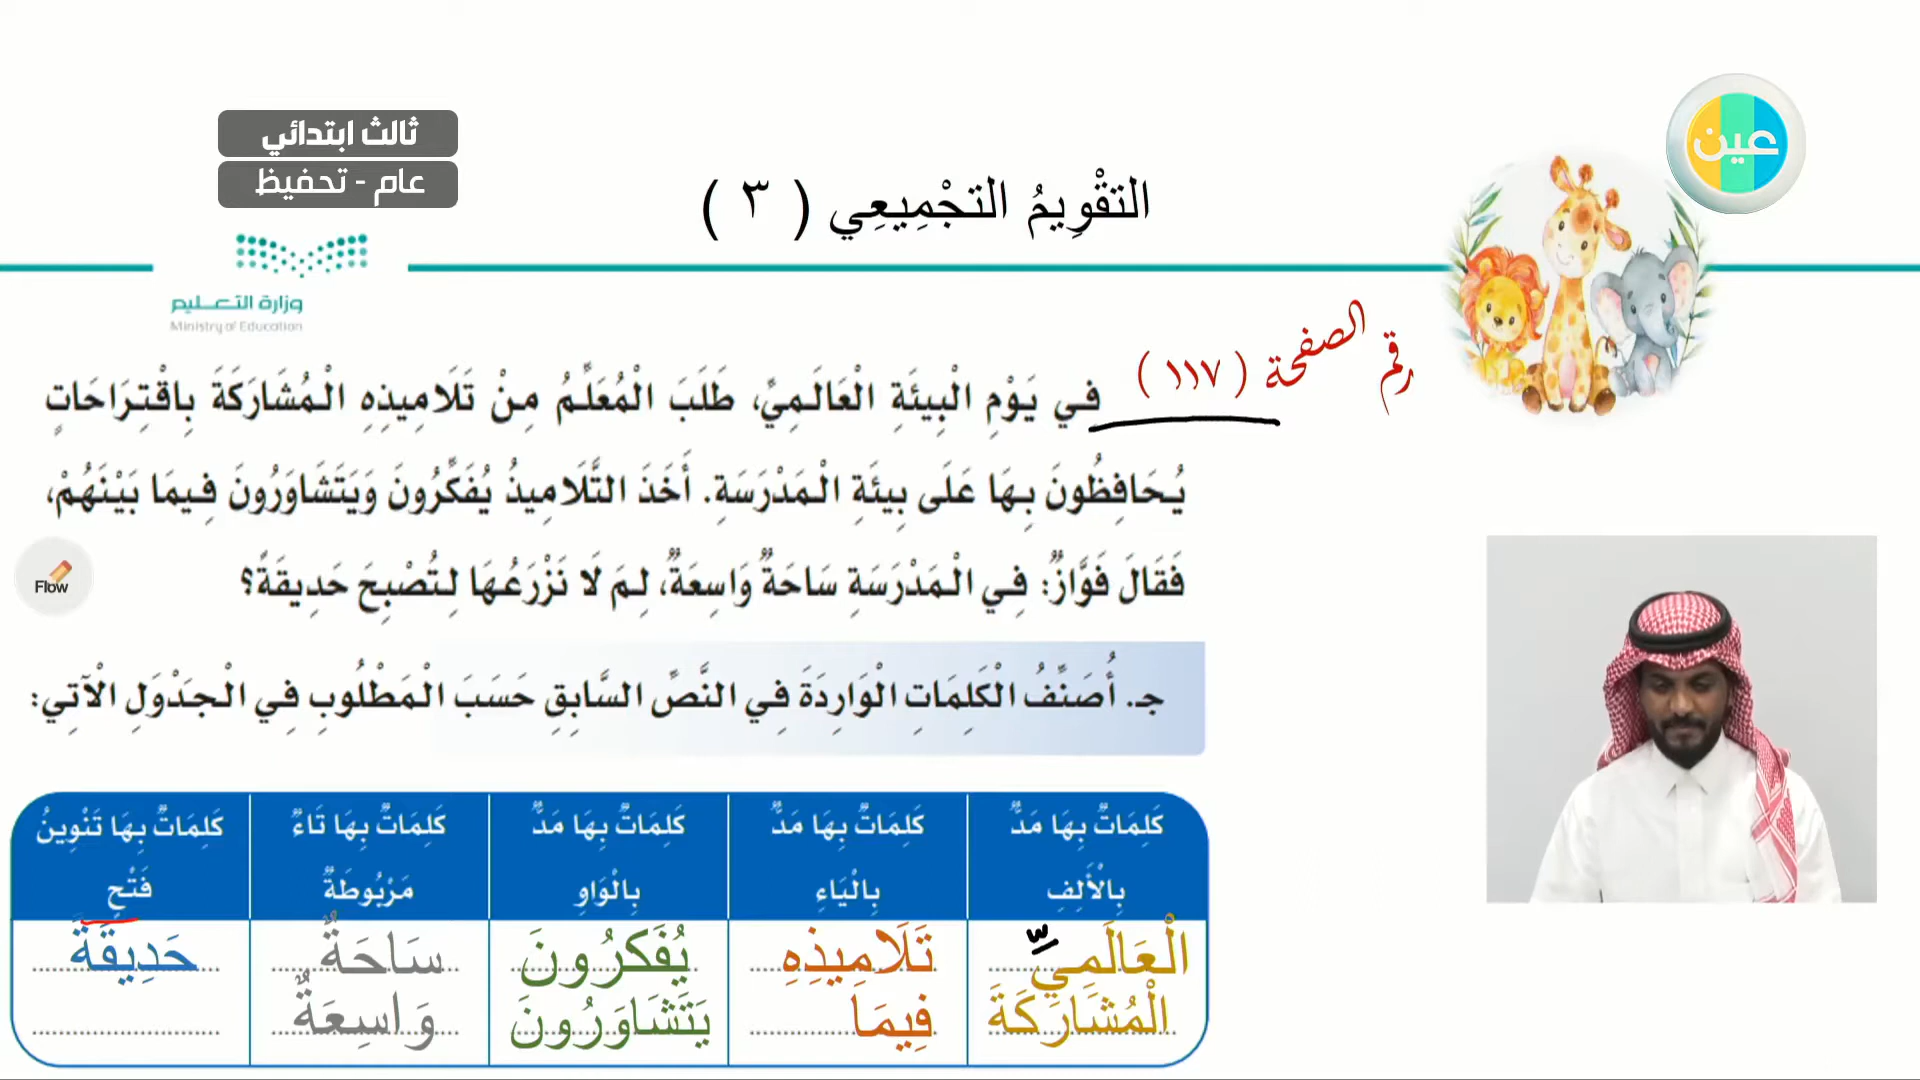 عين
ثالث ابتدائي
عام - تحفيظ
التقْوِيمُ التجْمِيعِي ( ٣ )
وزارة التعليم
Ministry of Education
رقم الصفحة ( ١١٧ )
فِي يَوْمِ الْبِيئَةِ الْعَالَمِيِّ، طَلَبَ الْمُعَلِّمُ مِنْ تَلَامِيذِهِ الْمُشَارَكَةَ بِاقْتِرَاحَاتٍ
يُحَافِظُونَ بِهَا عَلَى بِيئَةِ الْمَدْرَسَةِ. أَخَذَ التَّلَامِيذُ يُفَكِّرُونَ وَيَتَشَاوَرُونَ فِيمَا بَيْنَهُمْ،
فَقَالَ فَوَّازٌ: فِي الْمَدْرَسَةِ سَاحَةٌ وَاسِعَةٌ، لِمَ لَا نَزْرَعُهَا لِتُصْبِحَ حَدِيقَةً؟
Flow
جـ. أُصَنِّفُ الْكَلِمَاتِ الْوَارِدَةَ فِي النَّصِّ السَّابِقِ حَسَبَ الْمَطْلُوبِ فِي الْجَدْوَلِ الْآتِي:
كَلِمَاتٌ بِهَا مَدٌّ بِالْأَلِفِ
كَلِمَاتٌ بِهَا مَدٌّ بِالْيَاءِ
كَلِمَاتٌ بِهَا مَدٌّ بِالْوَاوِ
كَلِمَاتٌ بِهَا تَاءٌ مَرْبُوطَةٌ
كَلِمَاتٌ بِهَا تَنْوِينُ فَتْحٍ
الْعَالَمِيِّ تَلَامِيذِهِ يُفَكرُونَ سَاحَةٌ حَدِيقَةً
الْمُشَارَكَةَ فِيمَا يَتَشَاوَرُونَ وَاسِعَةٌ